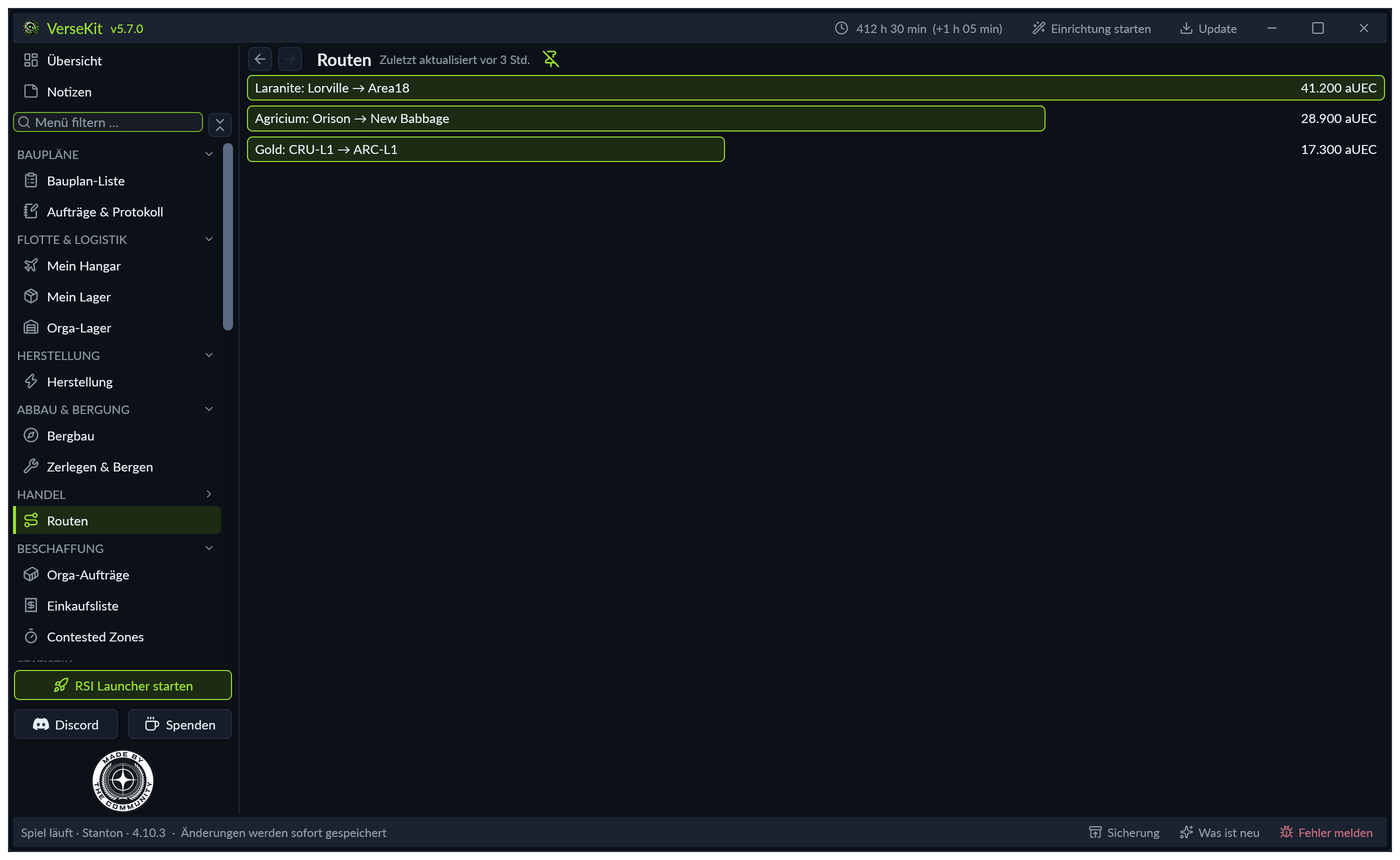 VerseKit v5.7.0
412 h 30 min (+1 h 05 min)
Einrichtung starten
Update
Übersicht
Notizen
Menü filtern ...
BAUPLÄNE
Bauplan-Liste
Aufträge & Protokoll
FLOTTE & LOGISTIK
Mein Hangar
Mein Lager
Orga-Lager
HERSTELLUNG
Herstellung
ABBAU & BERGUNG
Bergbau
Zerlegen & Bergen
HANDEL
Routen
BESCHAFFUNG
Orga-Aufträge
Einkaufsliste
Contested Zones
RSI Launcher starten
Discord
Spenden
MADE BY
THE COMMUNITY
Routen Zuletzt aktualisiert vor 3 Std.
Laranite: Lorville → Area18 41.200 aUEC
Agricium: Orison → New Babbage 28.900 aUEC
Gold: CRU-L1 → ARC-L1 17.300 aUEC
Spiel läuft · Stanton · 4.10.3 · Änderungen werden sofort gespeichert
Sicherung
Was ist neu
Fehler melden